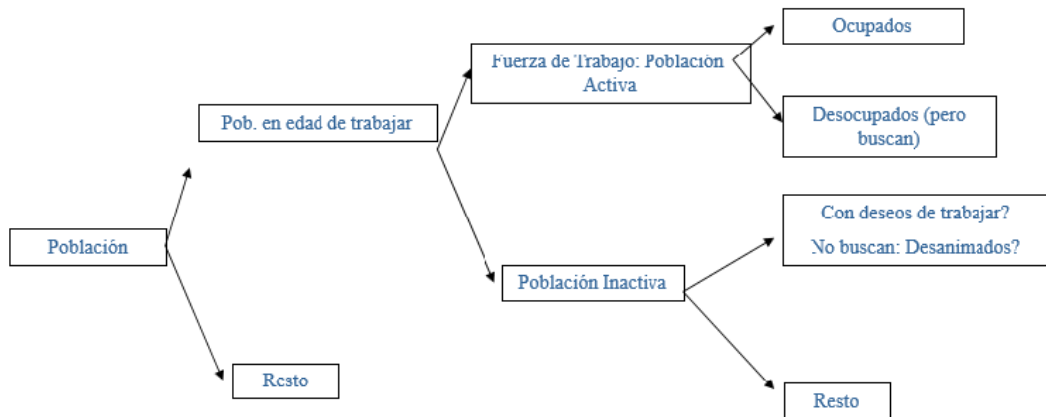 Ocupados
Fuerza de Trabajo: Población
Activa
Pob. en edad de trabajar
Desocupados (pero
buscan)
Población
Con deseos de trabajar?
No buscan: Desanimados?
Población Inactiva
Resto
Resto